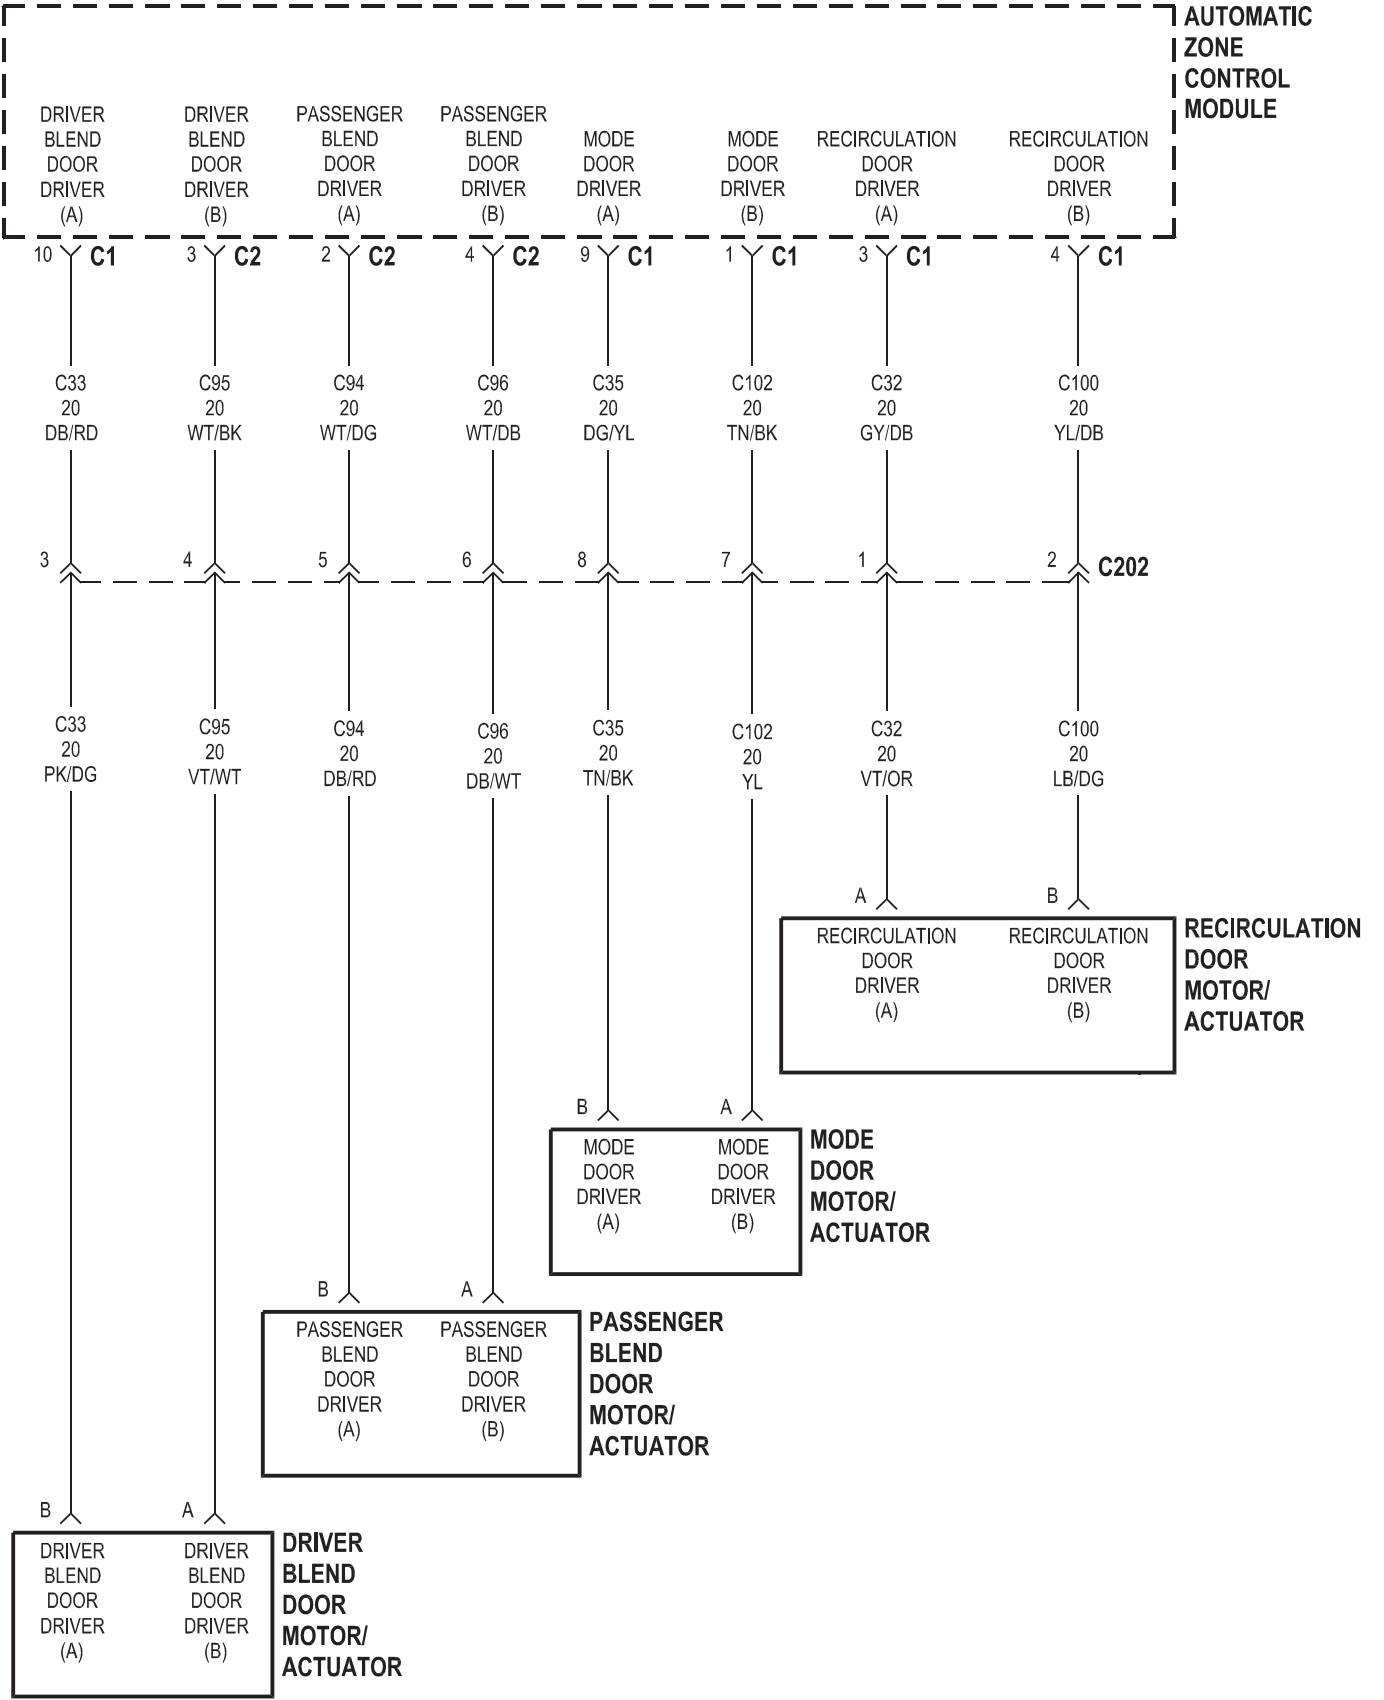 AUTOMATIC
ZONE
CONTROL
MODULE
DRIVER
BLEND
DOOR
DRIVER
(A)
DRIVER
BLEND
DOOR
DRIVER
(B)
PASSENGER
BLEND
DOOR
DRIVER
(A)
PASSENGER
BLEND
DOOR
DRIVER
(B)
MODE
DOOR
DRIVER
(A)
MODE
DOOR
DRIVER
(B)
RECIRCULATION
DOOR
DRIVER
(A)
RECIRCULATION
DOOR
DRIVER
(B)
10 C1
3 C2
2 C2
4 C2
9 C1
1 C1
3 C1
4 C1
C33
20
DB/RD
C95
20
WT/BK
C94
20
WT/DG
C96
20
WT/DB
C35
20
DG/YL
C102
20
TN/BK
C32
20
GY/DB
C100
20
YL/DB
3
4
5
6
8
7
1
2
C202
C33
20
PK/DG
C95
20
VT/WT
C94
20
DB/RD
C96
20
DB/WT
C35
20
TN/BK
C102
20
YL
C32
20
VT/OR
C100
20
LB/DG
A
B
RECIRCULATION
DOOR
DRIVER
(A)
RECIRCULATION
DOOR
DRIVER
(B)
RECIRCULATION
DOOR
MOTOR/
ACTUATOR
B
A
MODE
DOOR
DRIVER
(A)
MODE
DOOR
DRIVER
(B)
MODE
DOOR
MOTOR/
ACTUATOR
B
A
PASSENGER
BLEND
DOOR
DRIVER
(A)
PASSENGER
BLEND
DOOR
DRIVER
(B)
PASSENGER
BLEND
DOOR
MOTOR/
ACTUATOR
B
A
DRIVER
BLEND
DOOR
DRIVER
(A)
DRIVER
BLEND
DOOR
DRIVER
(B)
DRIVER
BLEND
DOOR
MOTOR/
ACTUATOR